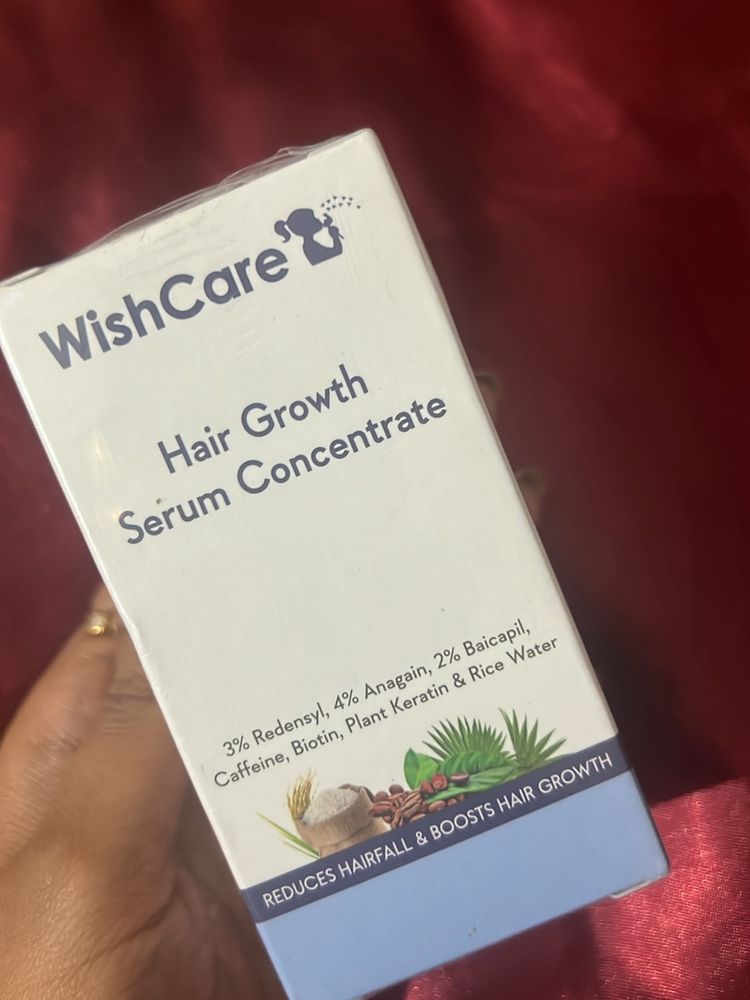 WishCare
Hair Growth
Serum Concentrate
3% Redensyl, 4% Anagain, 2% Baicapil,
Caffeine, Biotin, Plant Keratin & Rice Water
REDUCES HAIRFALL & BOOSTS HAIR GROWTH